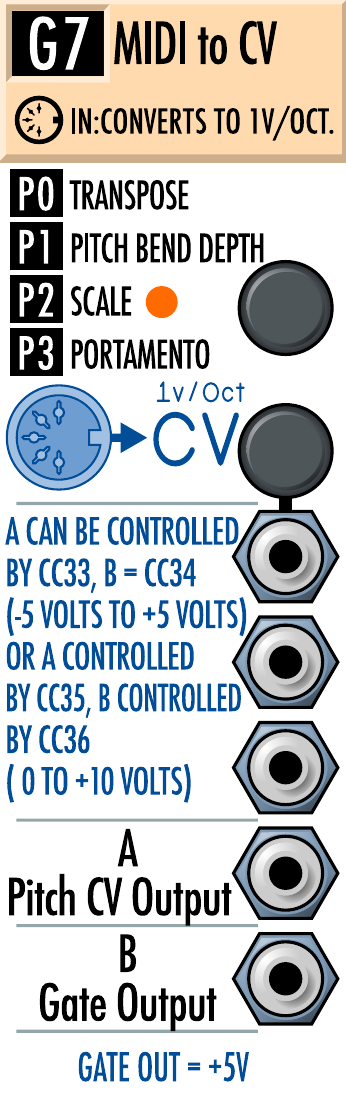 G7 MIDI to CV
IN:CONVERTS TO 1V/OCT.
P0 TRANSPOSE
P1 PITCH BEND DEPTH
P2 SCALE
P3 PORTAMENTO
1v/Oct
CV
A CAN BE CONTROLLED
BY CC33, B = CC34
(-5 VOLTS TO +5 VOLTS)
OR A CONTROLLED
BY CC35, B CONTROLLED
BY CC36
( 0 TO +10 VOLTS)
A
Pitch CV Output
B
Gate Output
GATE OUT = +5V